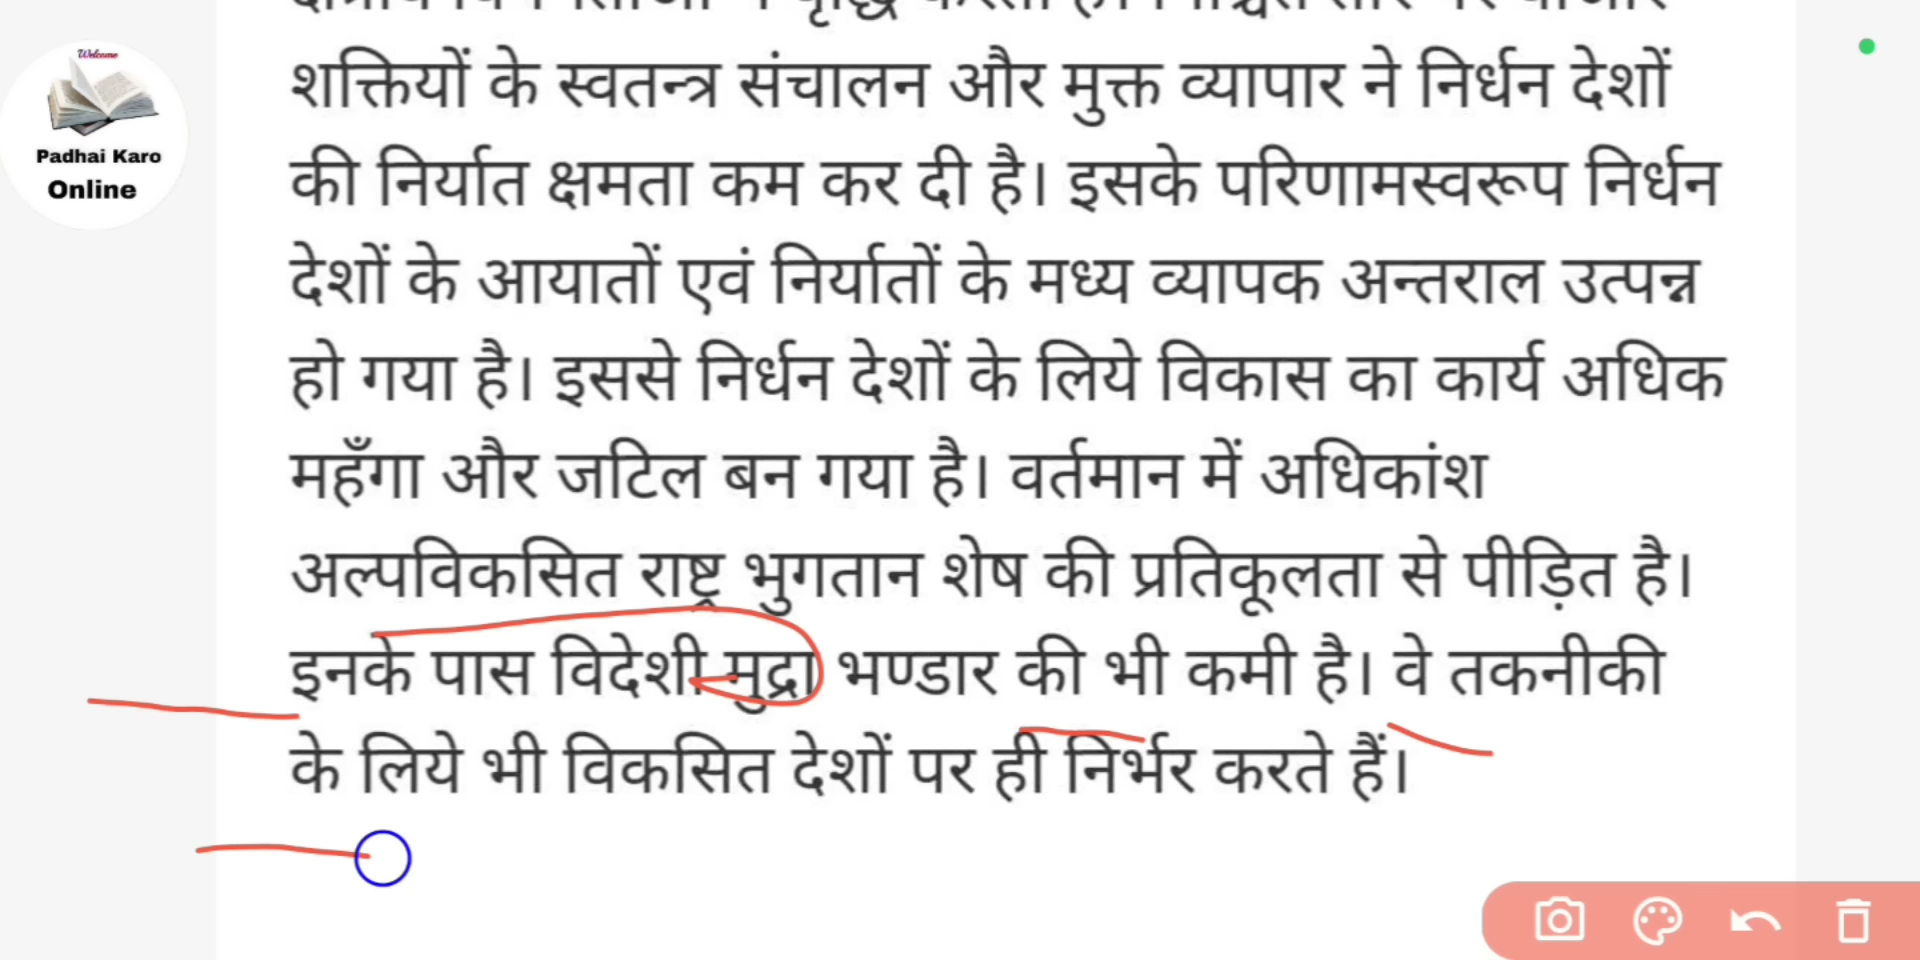 Welcome
Padhai Karo
Online
शक्तियों के स्वतन्त्र संचालन और मुक्त व्यापार ने निर्धन देशों
की निर्यात क्षमता कम कर दी है। इसके परिणामस्वरूप निर्धन
देशों के आयातों एवं निर्यातों के मध्य व्यापक अन्तराल उत्पन्न
हो गया है। इससे निर्धन देशों के लिये विकास का कार्य अधिक
महँगा और जटिल बन गया है। वर्तमान में अधिकांश
अल्पविकसित राष्ट्र भुगतान शेष की प्रतिकूलता से पीड़ित है।
इनके पास विदेशी मुद्रा भण्डार की भी कमी है। वे तकनीकी
के लिये भी विकसित देशों पर ही निर्भर करते हैं।